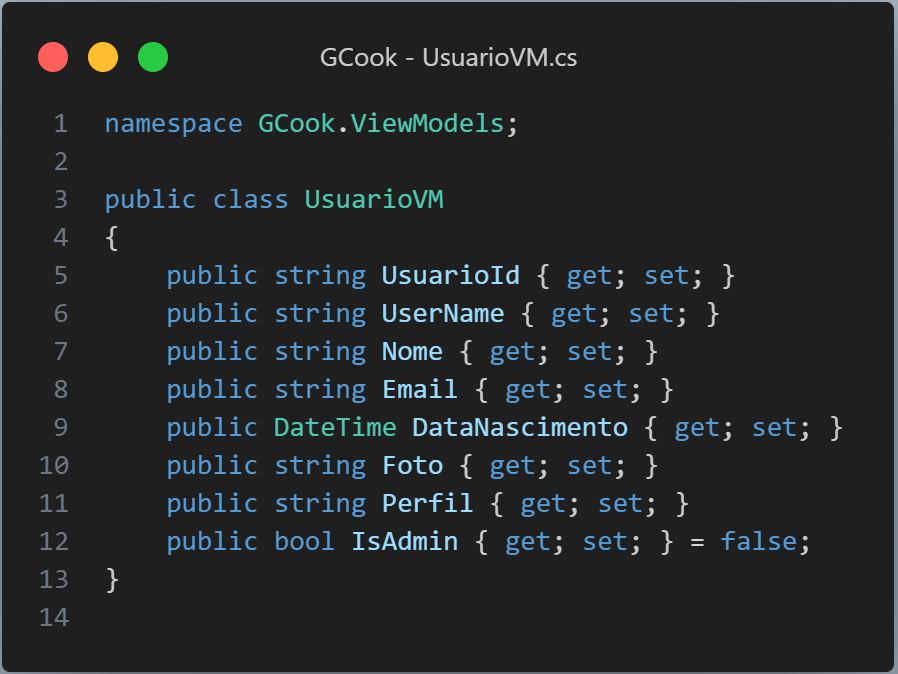 GCook - UsuarioVM.cs
1 namespace GCook.ViewModels;
2
3 public class UsuarioVM
4 {
5     public string UsuarioId { get; set; }
6     public string UserName { get; set; }
7     public string Nome { get; set; }
8     public string Email { get; set; }
9     public DateTime DataNascimento { get; set; }
10     public string Foto { get; set; }
11     public string Perfil { get; set; }
12     public bool IsAdmin { get; set; } = false;
13 }
14